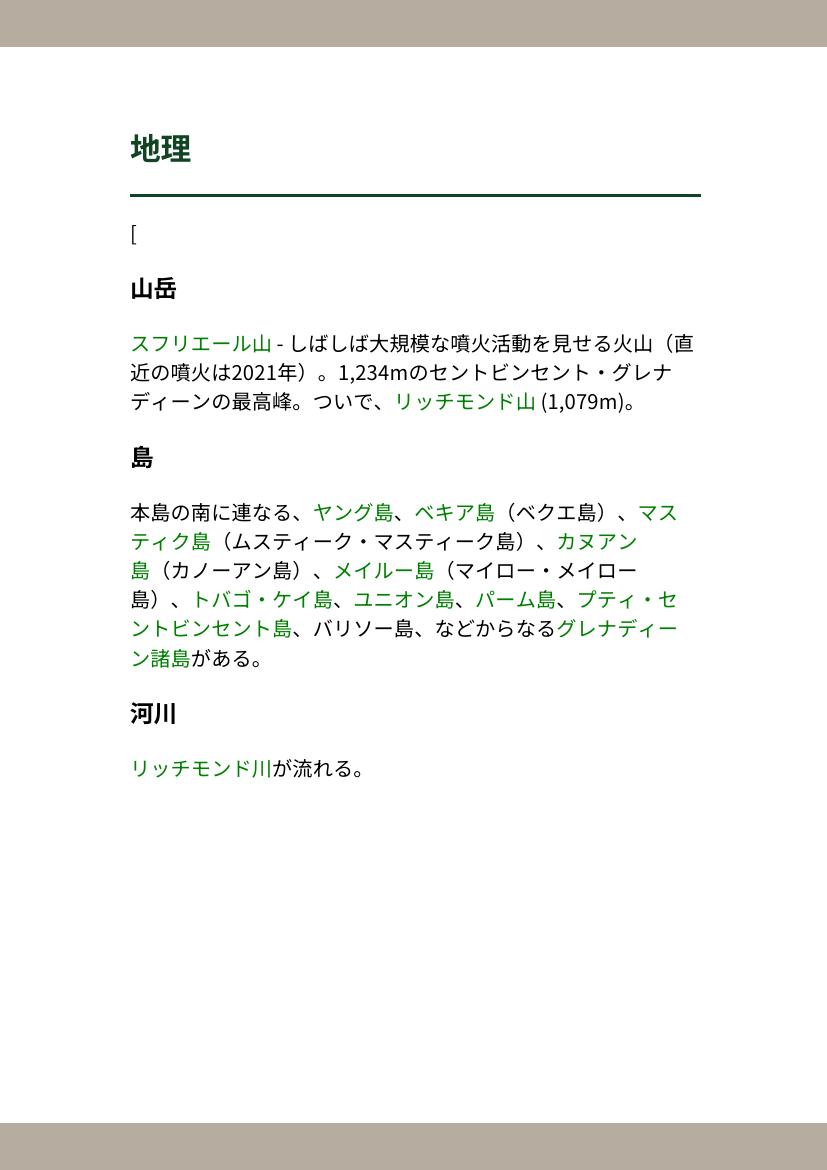 地理
[
山岳
スフリエール山 - しばしば大規模な噴火活動を見せる火山（直
近の噴火は2021年）。1,234mのセントビンセント・グレナ
ディーンの最高峰。ついで、リッチモンド山 (1,079m)。
島
本島の南に連なる、ヤング島、ベキア島（ベクエ島）、マス
ティク島（ムスティーク・マスティーク島）、カヌアン
島（カノーアン島）、メイルー島（マイロー・メイロー
島）、トバゴ・ケイ島、ユニオン島、パーム島、プティ・セ
ントビンセント島、バリソー島、などからなるグレナディー
ン諸島がある。
河川
リッチモンド川が流れる。